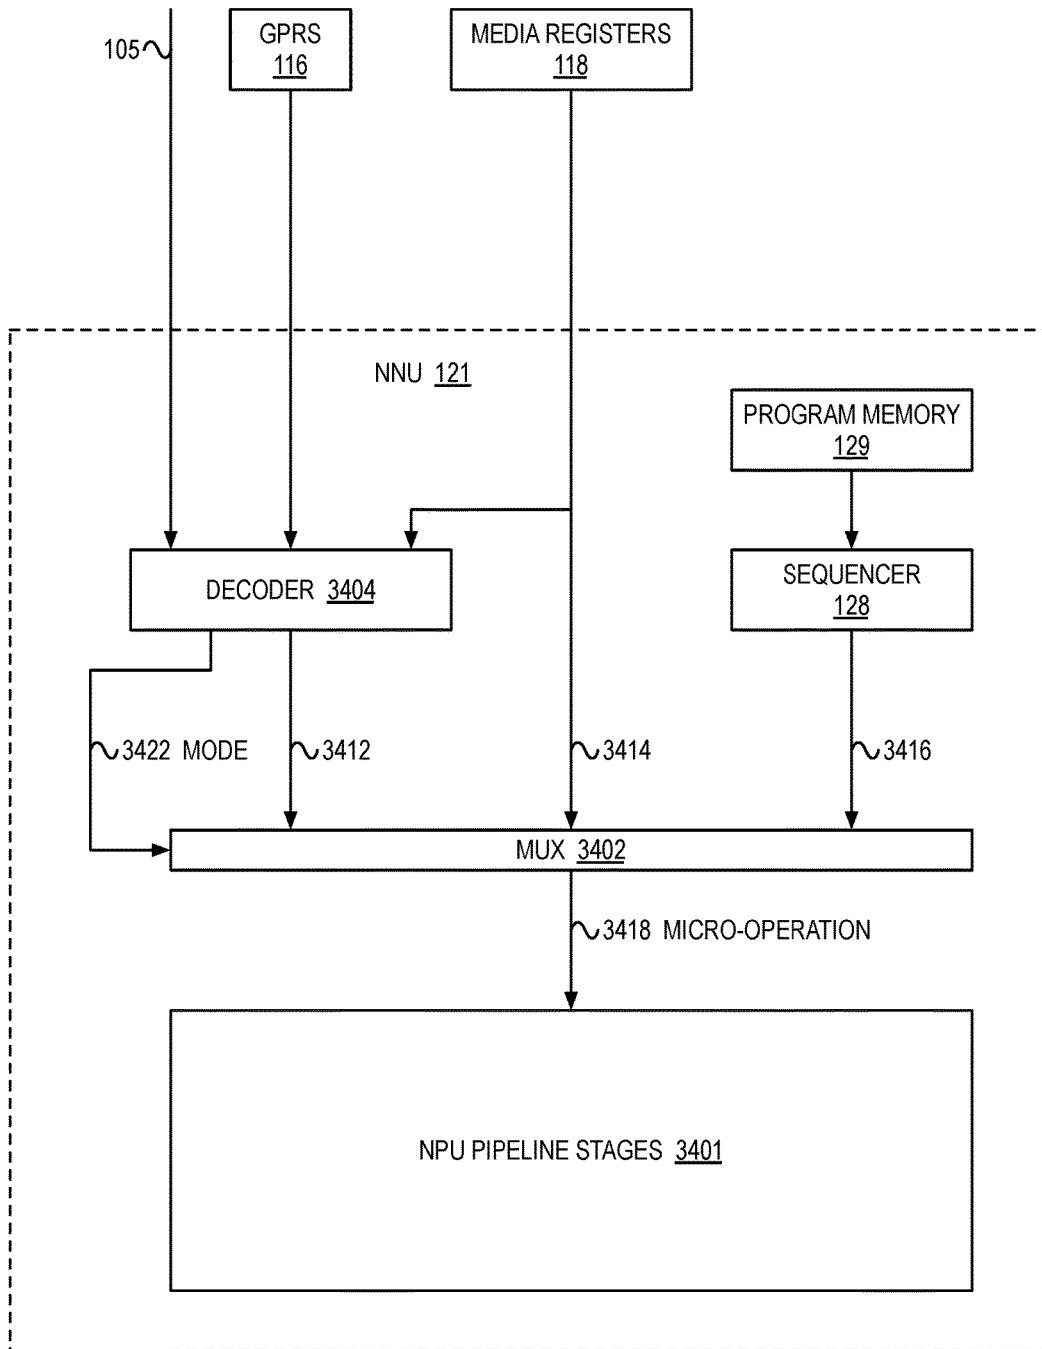 105
GPRS
116
MEDIA REGISTERS
118
NNU 121
PROGRAM MEMORY
129
DECODER 3404
SEQUENCER
128
3422 MODE
3412
3414
3416
MUX 3402
3418 MICRO-OPERATION
NPU PIPELINE STAGES 3401